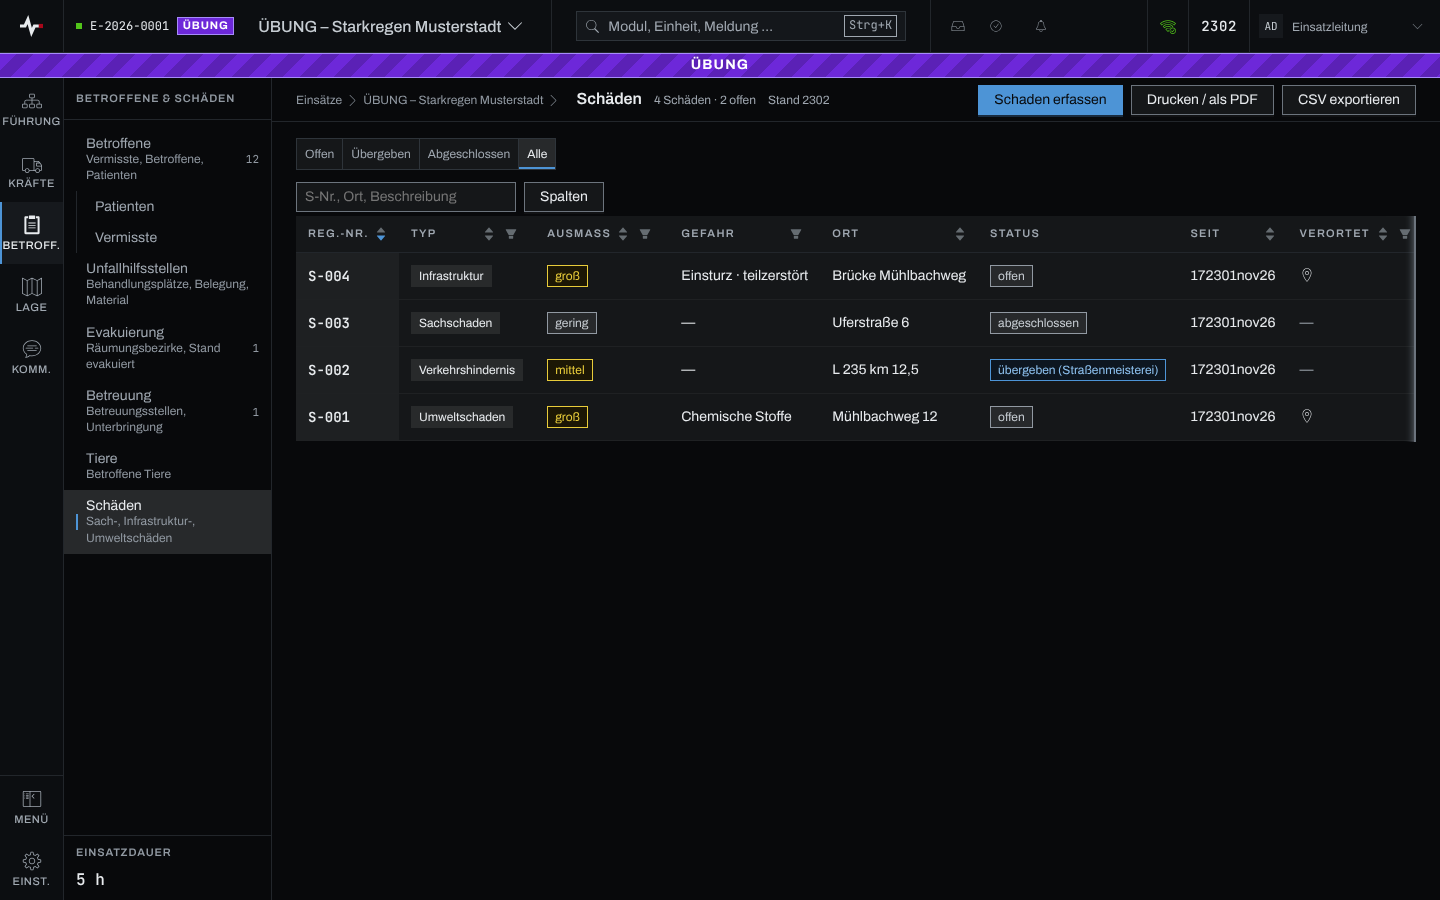 E-2026-0001 ÜBUNG ÜBUNG – Starkregen Musterstadt Modul, Einheit, Meldung ... Strg+K 2302 AD Einsatzleitung
ÜBUNG
FÜHRUNG
KRÄFTE
BETROFF.
LAGE
KOMM.
MENÜ
EINST.
BETROFFENE & SCHÄDEN
Betroffene
Vermisste, Betroffene, 12
Patienten
Patienten
Vermisste
Unfallhilfsstellen
Behandlungsplätze, Belegung,
Material
Evakuierung
Räumungsbezirke, Stand 1
evakuiert
Betreuung
Betreuungsstellen, 1
Unterbringung
Tiere
Betroffene Tiere
Schäden
Sach-, Infrastruktur-,
Umweltschäden
EINSATZDAUER
5 h
Einsätze ÜBUNG – Starkregen Musterstadt Schäden 4 Schäden · 2 offen Stand 2302 Schaden erfassen Drucken / als PDF CSV exportieren
Offen Übergeben Abgeschlossen Alle
S-Nr., Ort, Beschreibung Spalten
REG.-NR. TYP AUSMASS GEFAHR ORT STATUS SEIT VERORTET
S-004 Infrastruktur groß Einsturz · teilzerstört Brücke Mühlbachweg offen 172301nov26
S-003 Sachschaden gering — Uferstraße 6 abgeschlossen 172301nov26 —
S-002 Verkehrshindernis mittel — L 235 km 12,5 übergeben (Straßenmeisterei) 172301nov26 —
S-001 Umweltschaden groß Chemische Stoffe Mühlbachweg 12 offen 172301nov26